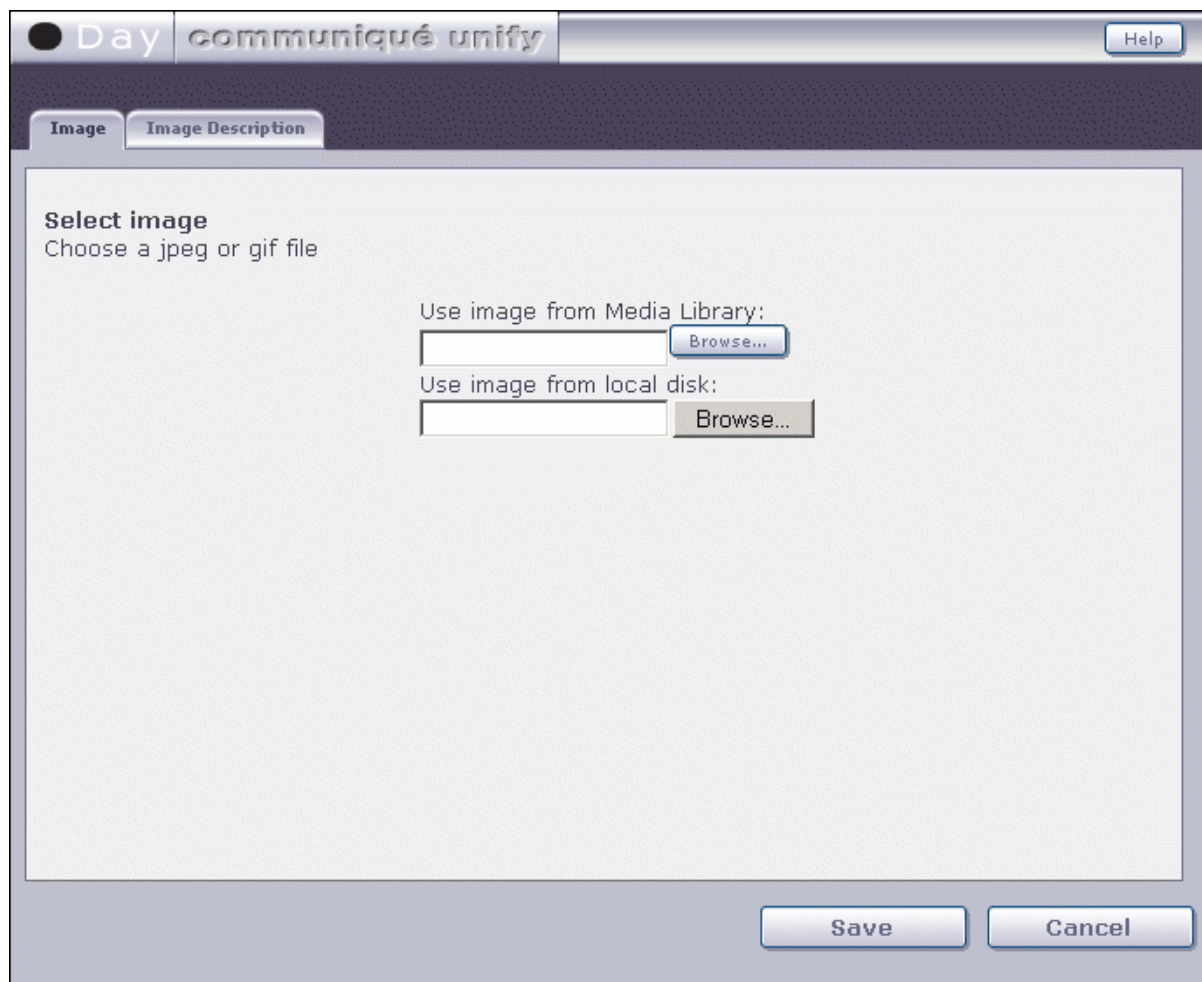 Day communiqué unify Help
Image Image Description
Select image
Choose a jpeg or gif file
Use image from Media Library:
Browse...
Use image from local disk:
Browse...
Save Cancel